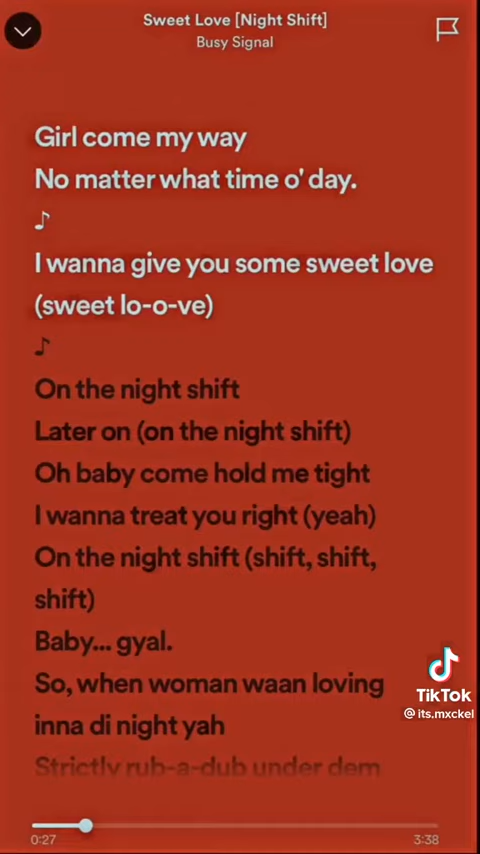 Sweet Love [Night Shift]
Busy Signal
Girl come my way
No matter what time o' day.
♪
I wanna give you some sweet love
(sweet lo-o-ve)
♪
On the night shift
Later on (on the night shift)
Oh baby come hold me tight
I wanna treat you right (yeah)
On the night shift (shift, shift,
shift)
Baby... gyal.
So, when woman waan loving
inna di night yah
Strictly rub-a-dub under dem
TikTok
@its.mxckel
0:27
3:38